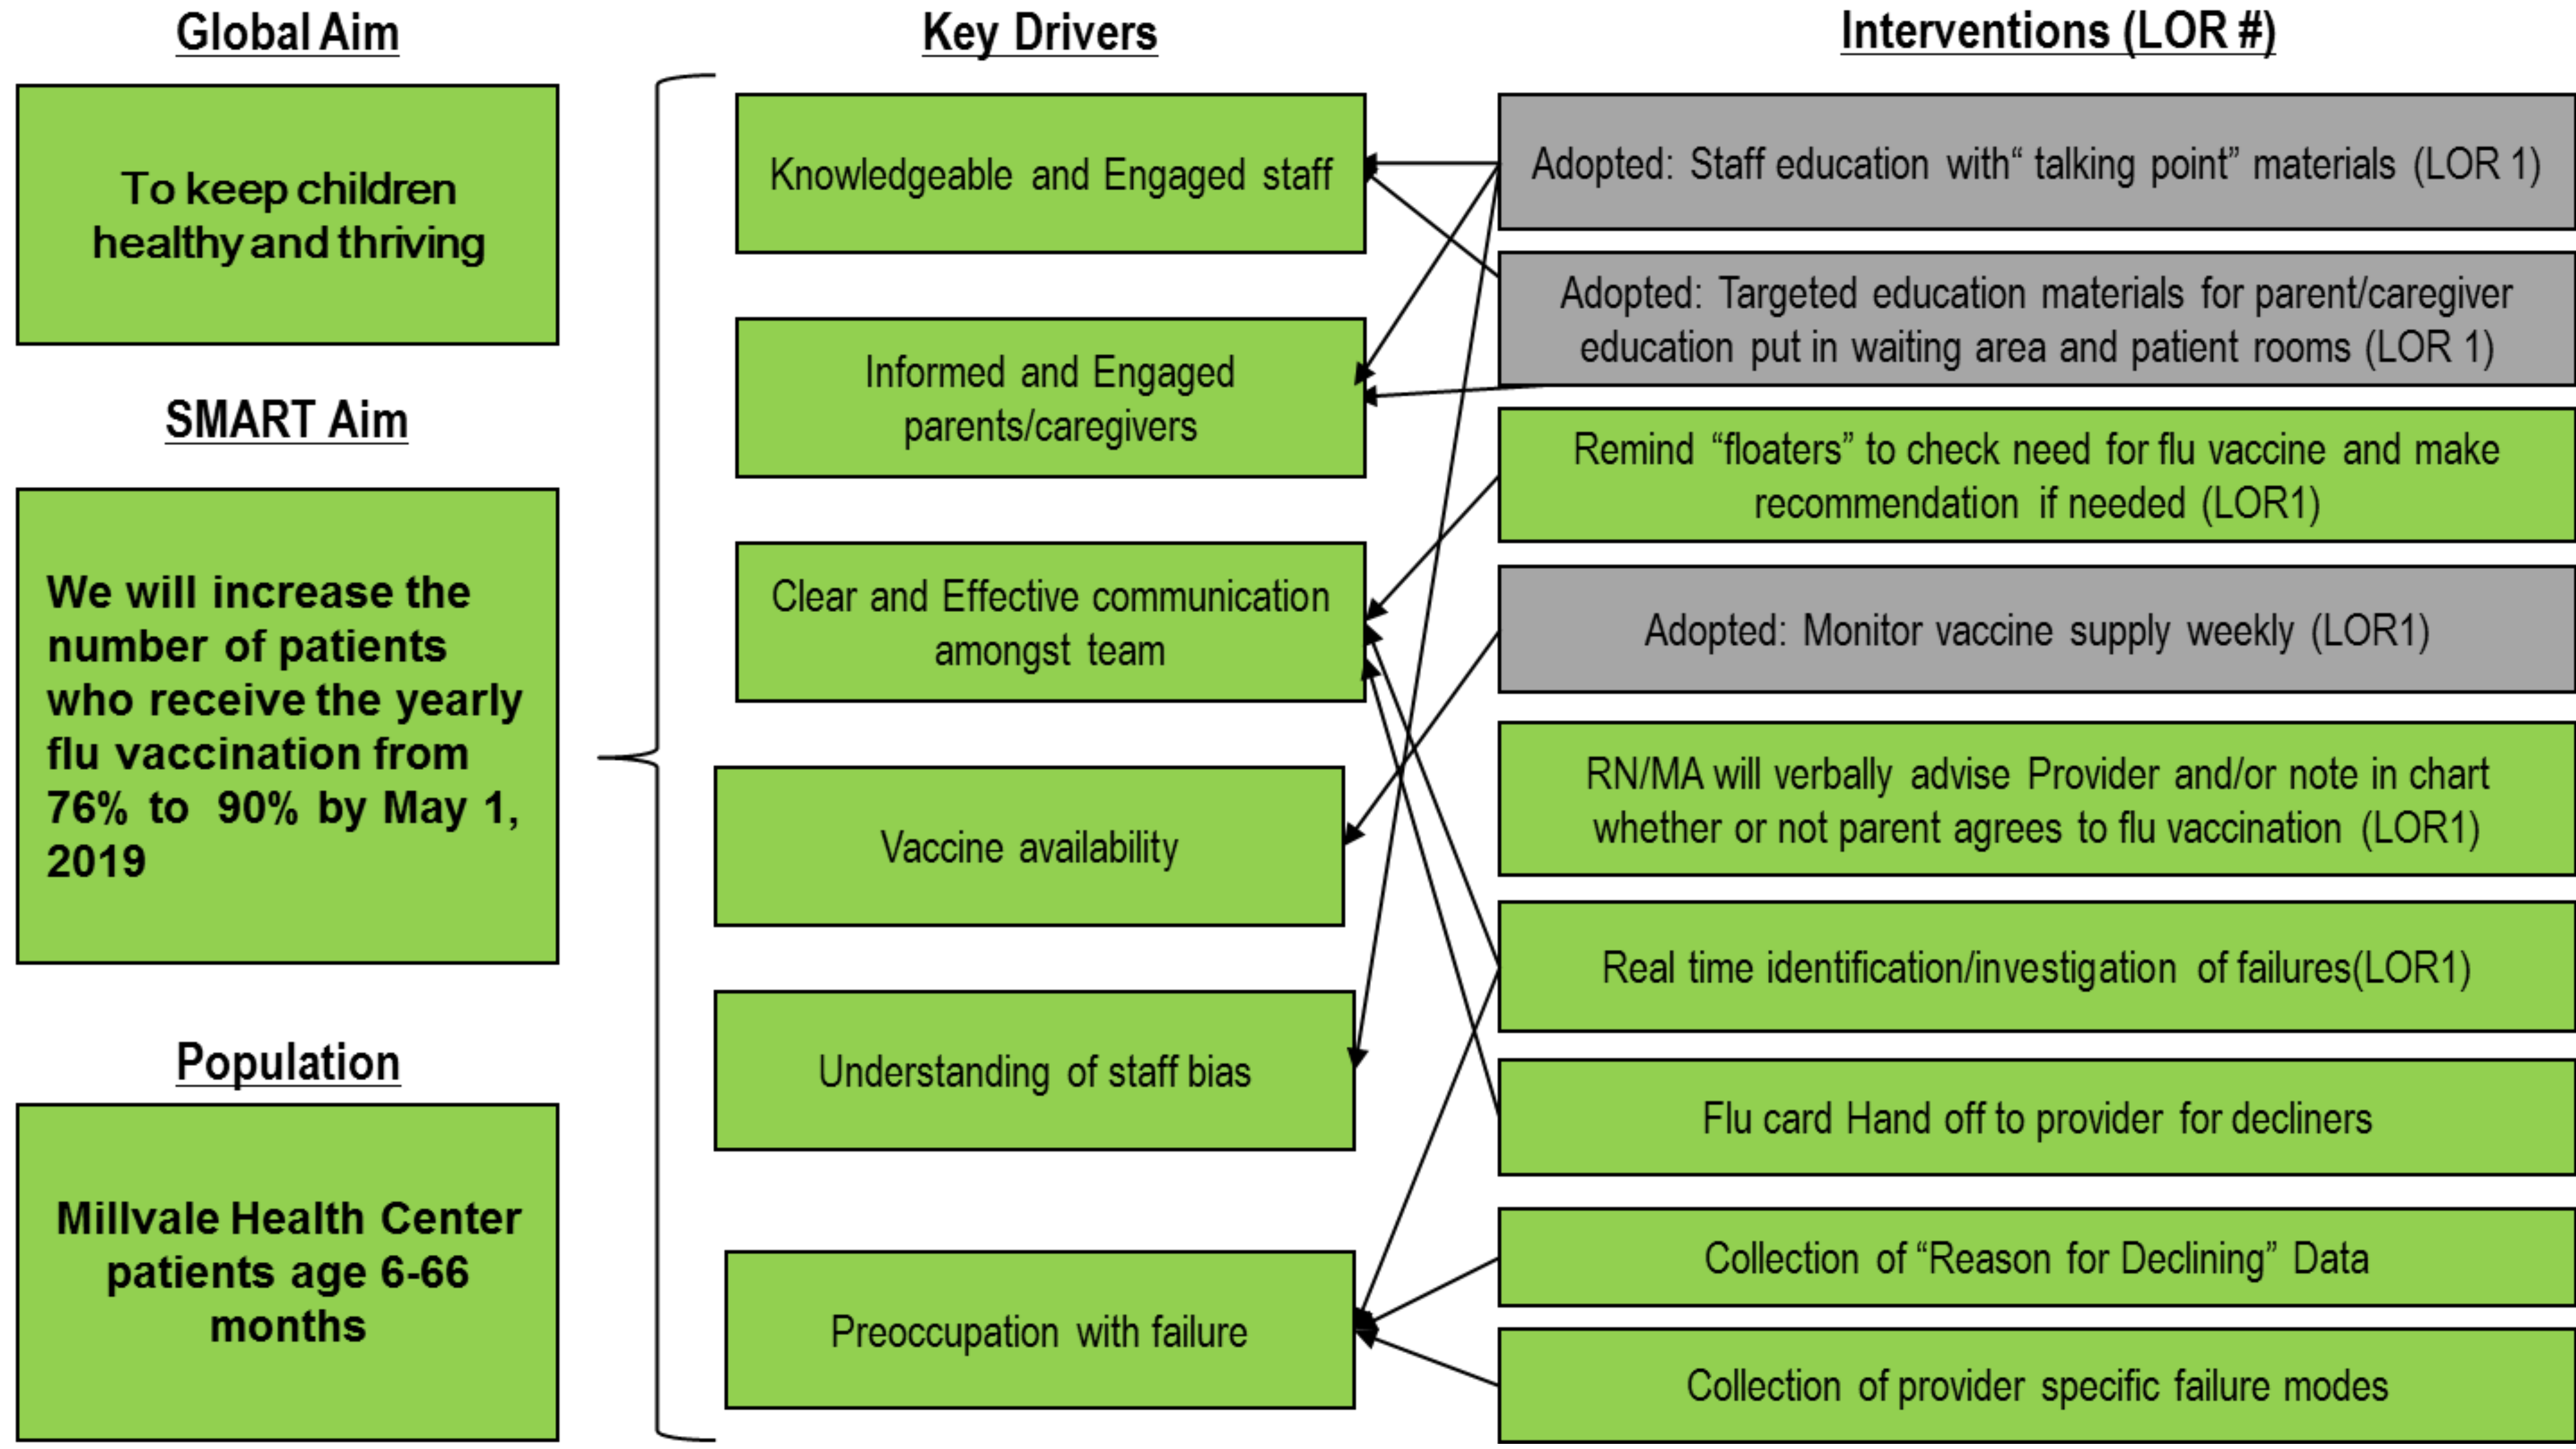 Global Aim
To keep children
healthy and thriving
SMART Aim
We will increase the
number of patients
who receive the yearly
flu vaccination from
76% to 90% by May 1,
2019
Population
Millvale Health Center
patients age 6-66
months
Key Drivers
Knowledgeable and Engaged staff
Informed and Engaged
parents/caregivers
Clear and Effective communication
amongst team
Vaccine availability
Understanding of staff bias
Preoccupation with failure
Interventions (LOR #)
Adopted: Staff education with“ talking point” materials (LOR 1)
Adopted: Targeted education materials for parent/caregiver
education put in waiting area and patient rooms (LOR 1)
Remind “floaters” to check need for flu vaccine and make
recommendation if needed (LOR1)
Adopted: Monitor vaccine supply weekly (LOR1)
RN/MA will verbally advise Provider and/or note in chart
whether or not parent agrees to flu vaccination (LOR1)
Real time identification/investigation of failures(LOR1)
Flu card Hand off to provider for decliners
Collection of “Reason for Declining” Data
Collection of provider specific failure modes